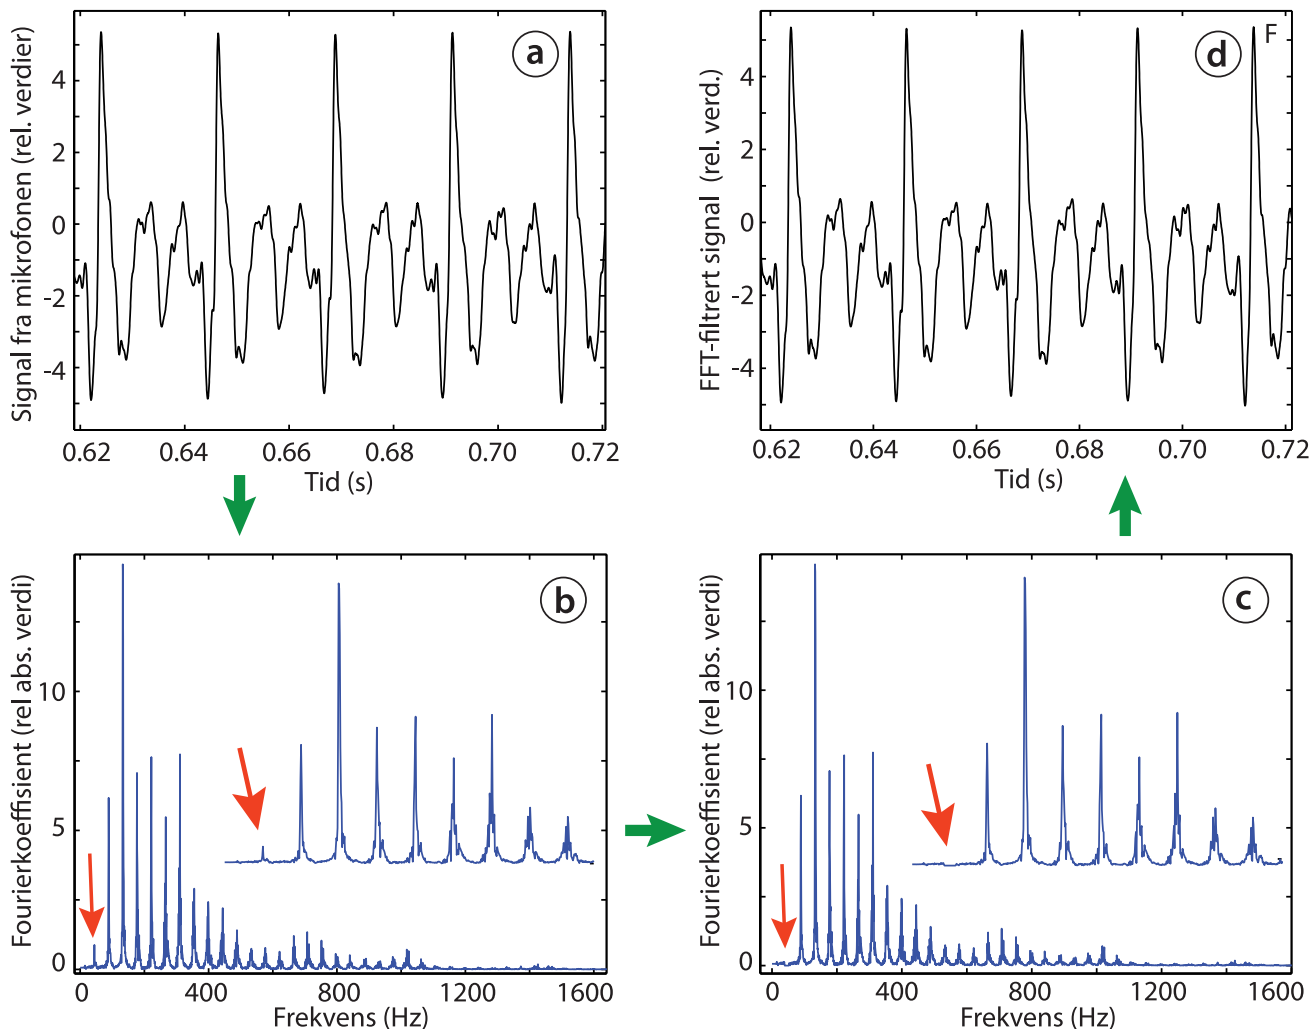 Signal fra mikrofonen (rel. verdier)
4
2
0
-2
-4
a
0.62 0.64 0.66 0.68 0.70 0.72
Tid (s)
FFT-filtrert signal (rel. verd.)
4
2
0
-2
-4
d F
0.62 0.64 0.66 0.68 0.70 0.72
Tid (s)
Fourierkoeffisient (rel abs. verdi)
10
5
0
b
0 400 800 1200 1600
Frekvens (Hz)
Fourierkoeffisient (rel abs. verdi)
10
5
0
c
0 400 800 1200 1600
Frekvens (Hz)